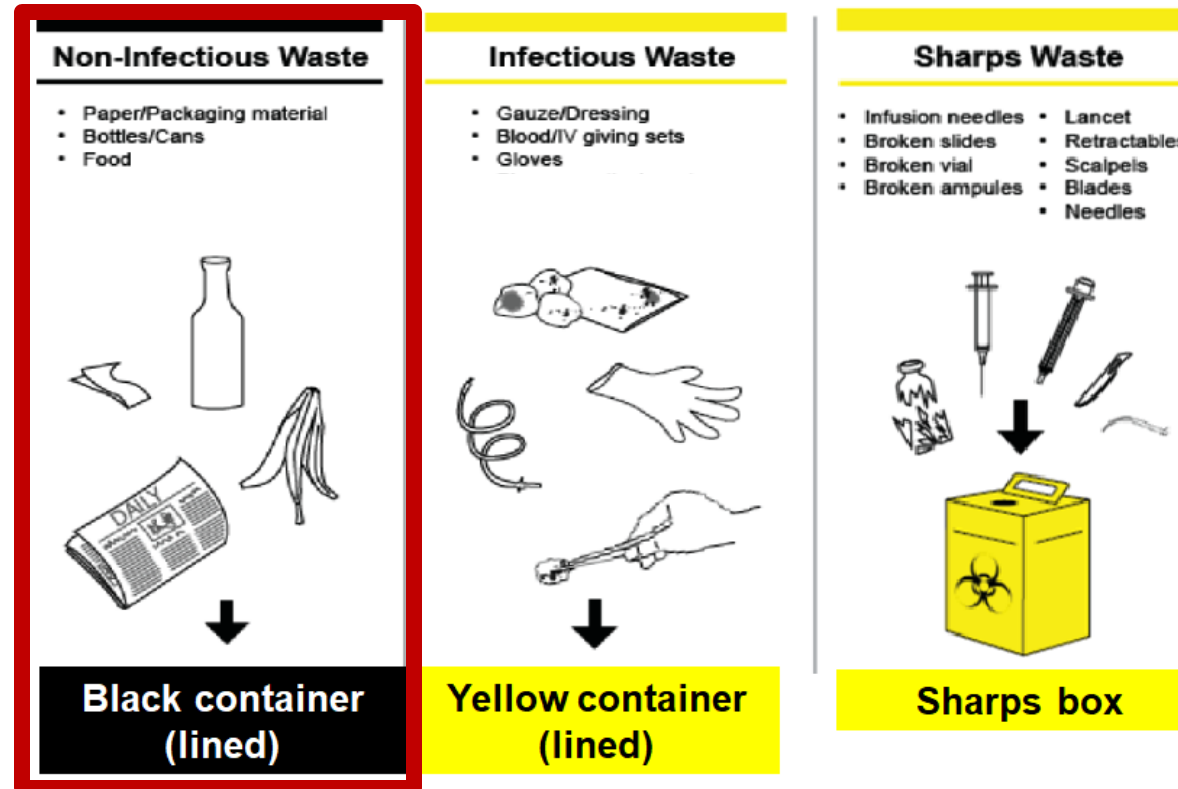 Non-Infectious Waste
• Paper/Packaging material
• Bottles/Cans
• Food
DAILY
Black container
(lined)
Infectious Waste
• Gauze/Dressing
• Blood/IV giving sets
• Gloves
Yellow container
(lined)
Sharps Waste
• Infusion needles
• Broken slides
• Broken vial
• Broken ampules
• Lancet
• Retractables
• Scalpels
• Blades
• Needles
Sharps box